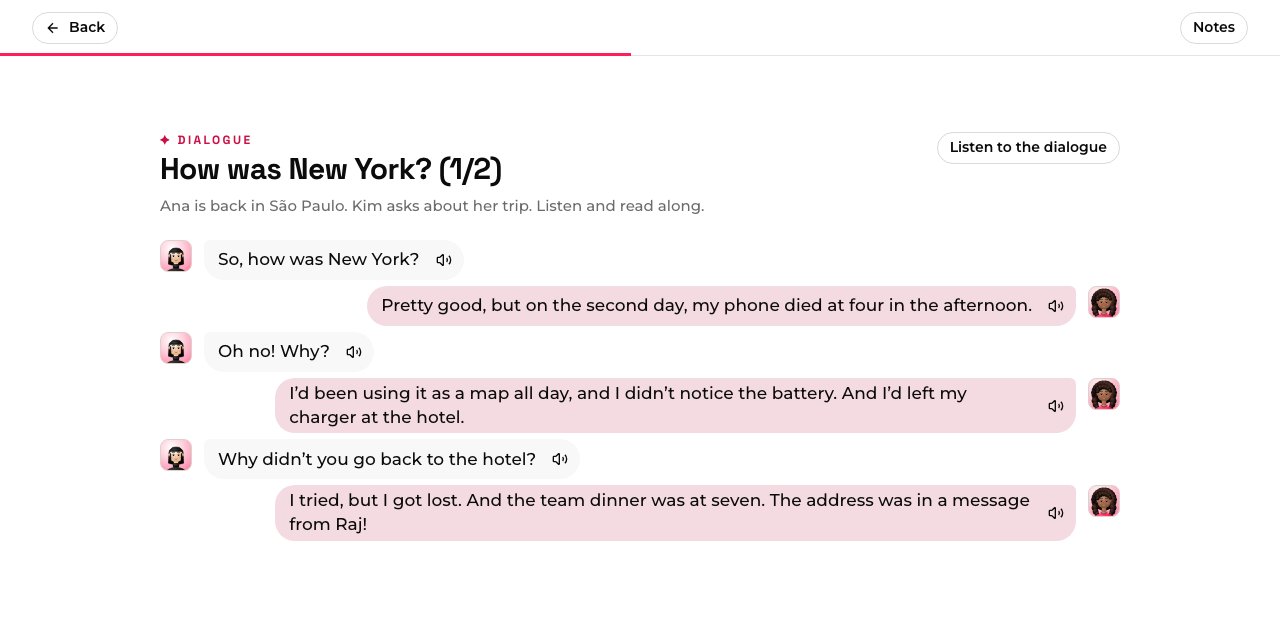 Back
Notes
DIALOGUE
How was New York? (1/2)
Listen to the dialogue
Ana is back in São Paulo. Kim asks about her trip. Listen and read along.
So, how was New York?
Pretty good, but on the second day, my phone died at four in the afternoon.
Oh no! Why?
I’d been using it as a map all day, and I didn’t notice the battery. And I’d left my
charger at the hotel.
Why didn’t you go back to the hotel?
I tried, but I got lost. And the team dinner was at seven. The address was in a message
from Raj!